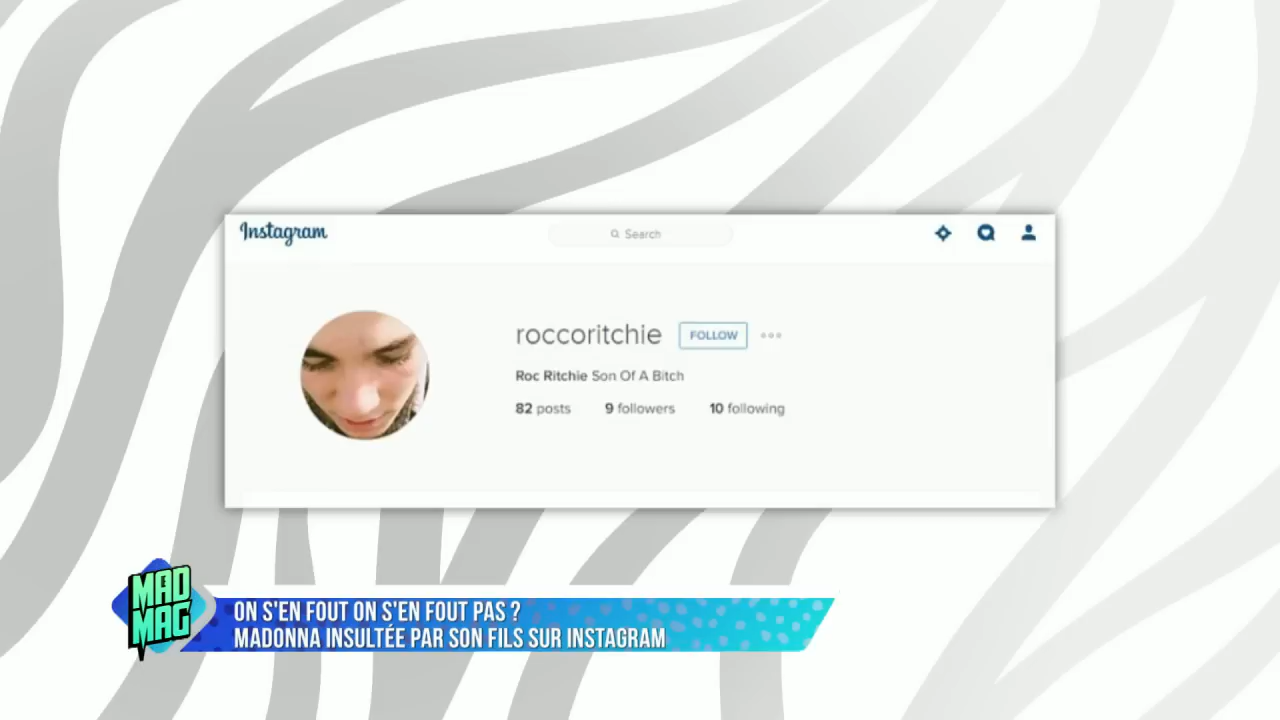 Instagram
Search
roccoritchie FOLLOW
Roc Ritchie Son Of A Bitch
82 posts 9 followers 10 following
MAD
MAG
ON S'EN FOUT ON S'EN FOUT PAS ?
MADONNA INSULTÉE PAR SON FILS SUR INSTAGRAM